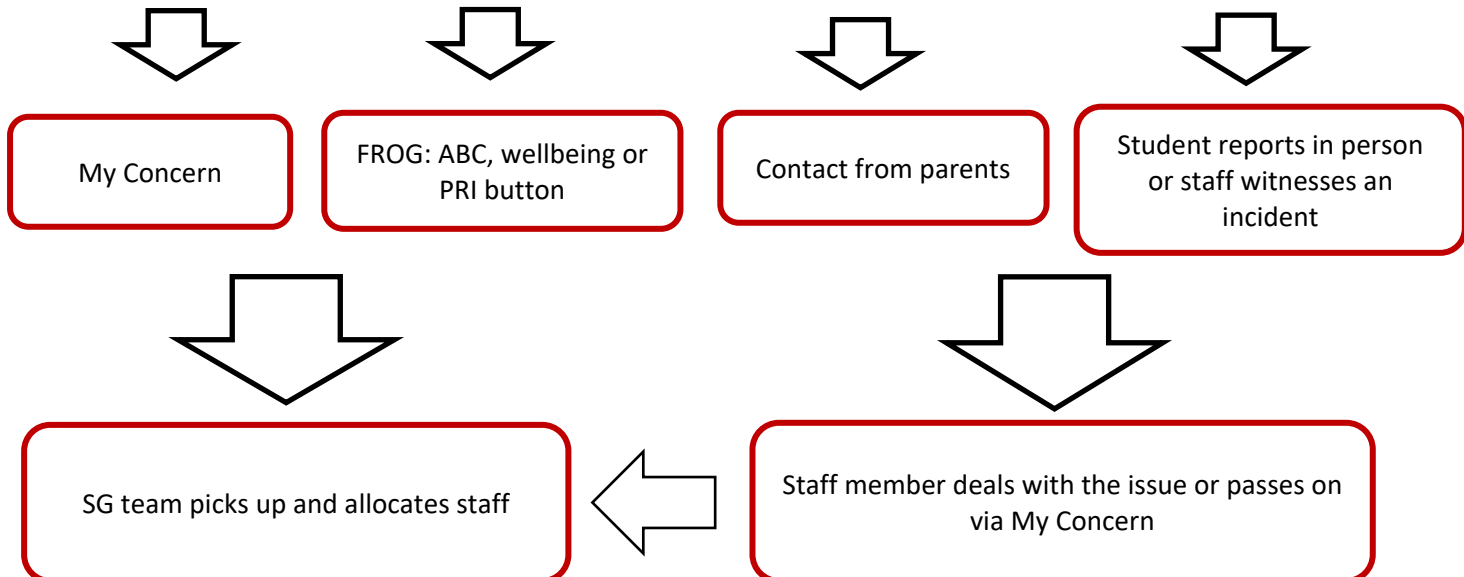 My Concern
FROG: ABC, wellbeing or
PRI button
Contact from parents
Student reports in person
or staff witnesses an
incident
SG team picks up and allocates staff
Staff member deals with the issue or passes on
via My Concern